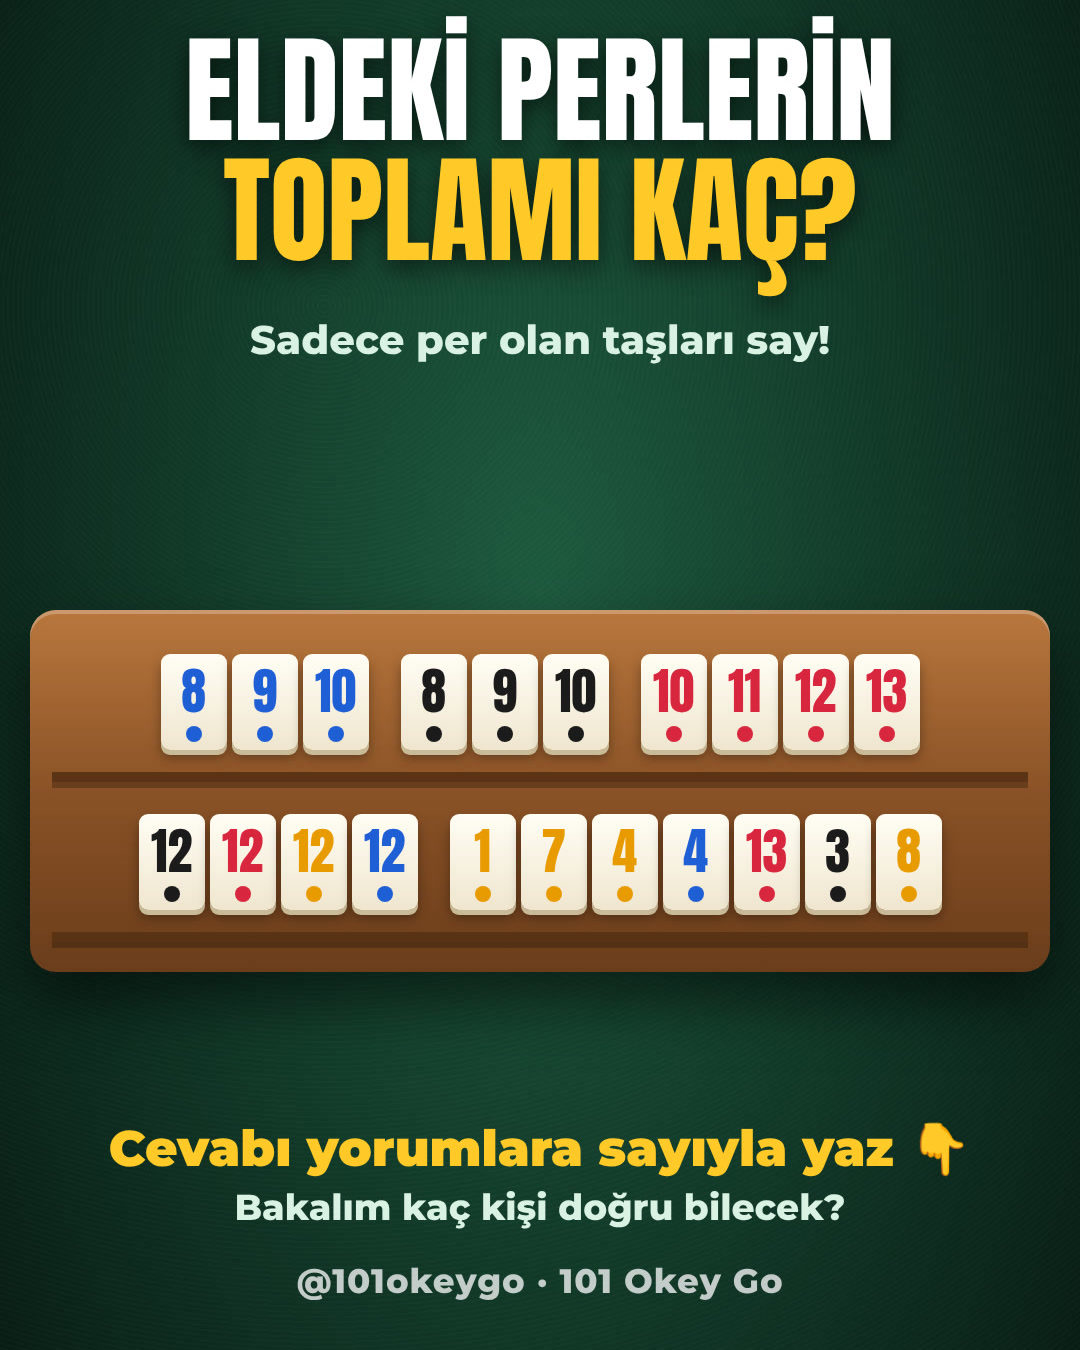 ELDEKİ PERLERİN
TOPLAMI KAÇ?
Sadece per olan taşları say!
8 9 10 8 9 10 10 11 12 13
12 12 12 12 1 7 4 4 13 3 8
Cevabı yorumlara sayıyla yaz 👇
Bakalım kaç kişi doğru bilecek?
@101okeygo · 101 Okey Go